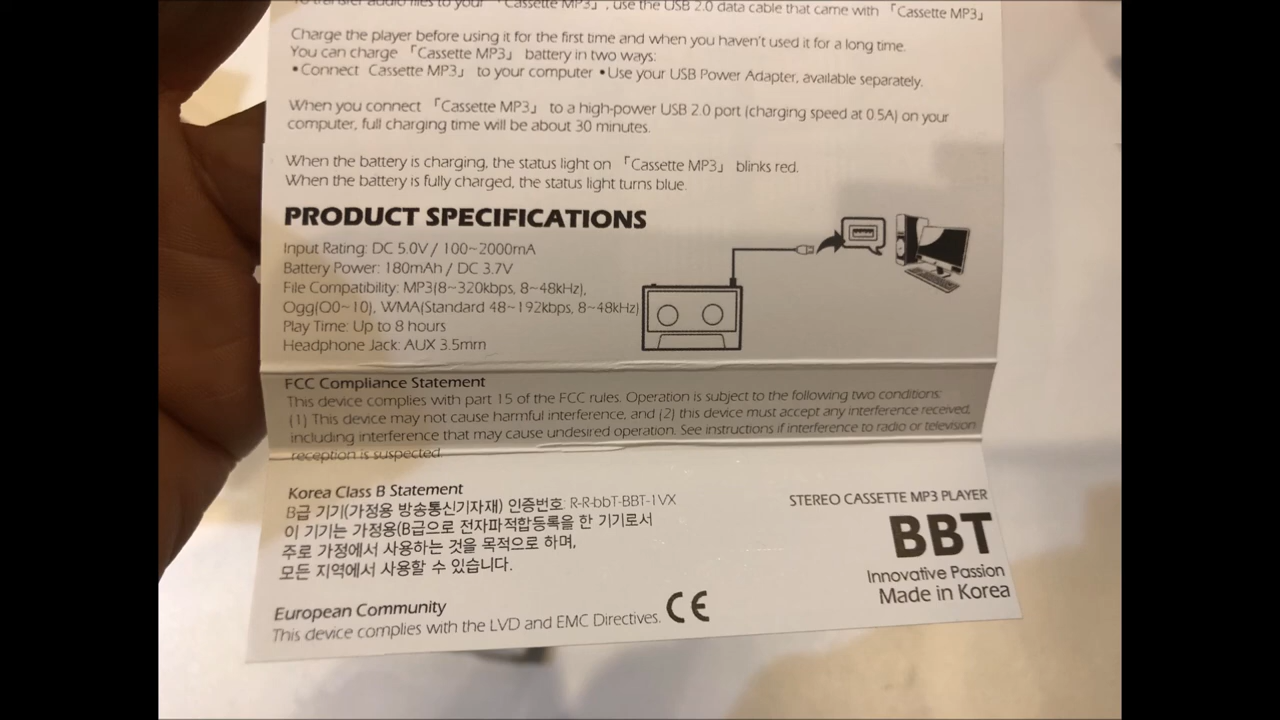 To transfer audio files to your 「Cassette MP3」, use the USB 2.0 data cable that came with 「Cassette MP3」
Charge the player before using it for the first time and when you haven't used it for a long time.
You can charge 「Cassette MP3」 battery in two ways:
•Connect Cassette MP3」 to your computer •Use your USB Power Adapter, available separately.
When you connect 「Cassette MP3」 to a high-power USB 2.0 port (charging speed at 0.5A) on your
computer, full charging time will be about 30 minutes.
When the battery is charging, the status light on 「Cassette MP3」 blinks red.
When the battery is fully charged, the status light turns blue.
PRODUCT SPECIFICATIONS
Input Rating: DC 5.0V / 100~2000mA
Battery Power: 180mAh / DC 3.7V
File Compatibility: MP3(8~320kbps, 8~48kHz),
Ogg(Q0~10), WMA(Standard 48~192kbps, 8~48kHz)
Play Time: Up to 8 hours
Headphone Jack: AUX 3.5mm
FCC Compliance Statement
This device complies with part 15 of the FCC rules. Operation is subject to the following two conditions:
(1) This device may not cause harmful interference, and (2) this device must accept any interference received,
including interference that may cause undesired operation. See instructions if interference to radio or television
reception is suspected.
Korea Class B Statement
B급 기기(가정용 방송통신기자재) 인증번호: R-R-bbT-BBT-1VX
이 기기는 가정용(B급으로 전자파적합등록을 한 기기로서
주로 가정에서 사용하는 것을 목적으로 하며,
모든 지역에서 사용할 수 있습니다.
European Community
This device complies with the LVD and EMC Directives. CE
STEREO CASSETTE MP3 PLAYER
BBT
Innovative Passion
Made in Korea